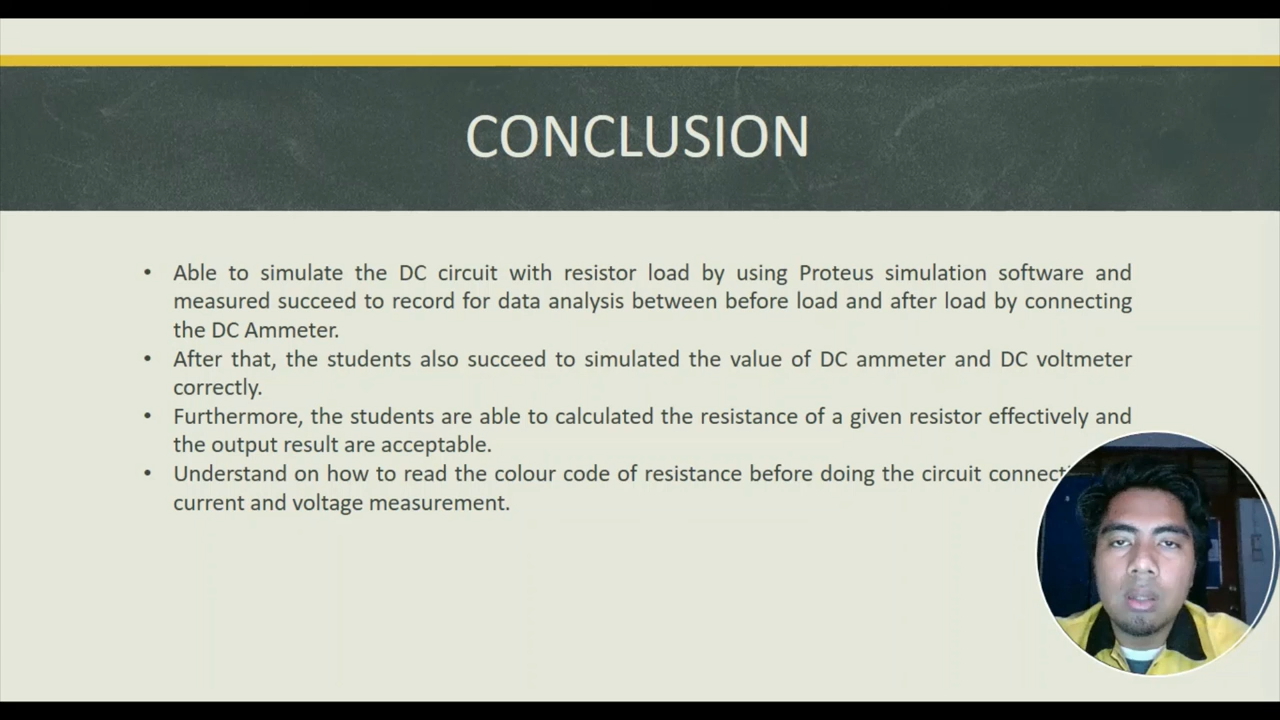 CONCLUSION
• Able to simulate the DC circuit with resistor load by using Proteus simulation software and
measured succeed to record for data analysis between before load and after load by connecting
the DC Ammeter.
• After that, the students also succeed to simulated the value of DC ammeter and DC voltmeter
correctly.
• Furthermore, the students are able to calculated the resistance of a given resistor effectively and
the output result are acceptable.
• Understand on how to read the colour code of resistance before doing the circuit
current and voltage measurement.